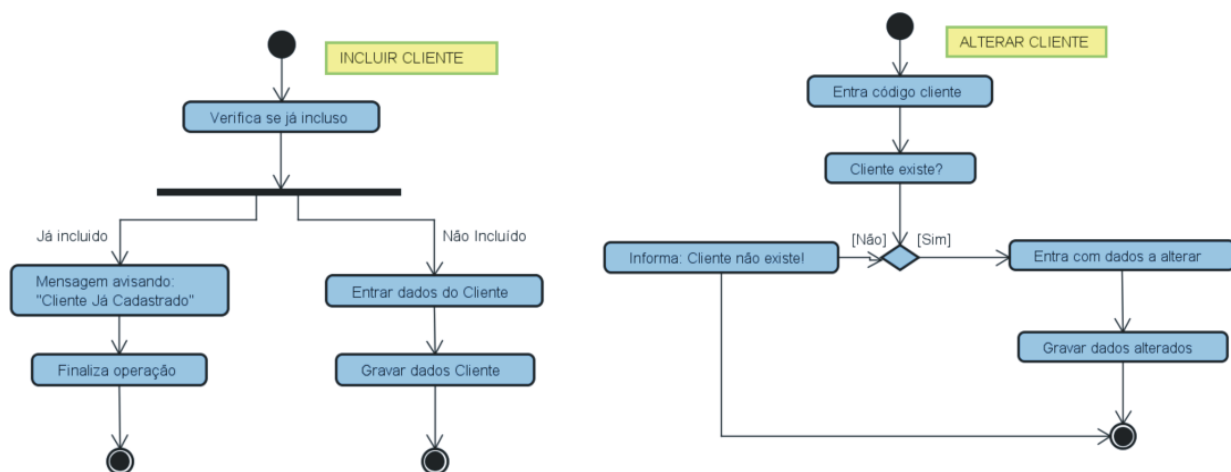 INCLUIR CLIENTE
Verifica se já incluso
Já incluido
Não Incluído
Mensagem avisando:
"Cliente Já Cadastrado"
Entrar dados do Cliente
Finaliza operação
Gravar dados Cliente
ALTERAR CLIENTE
Entra código cliente
Cliente existe?
[Não]
[Sim]
Informa: Cliente não existe!
Entra com dados a alterar
Gravar dados alterados